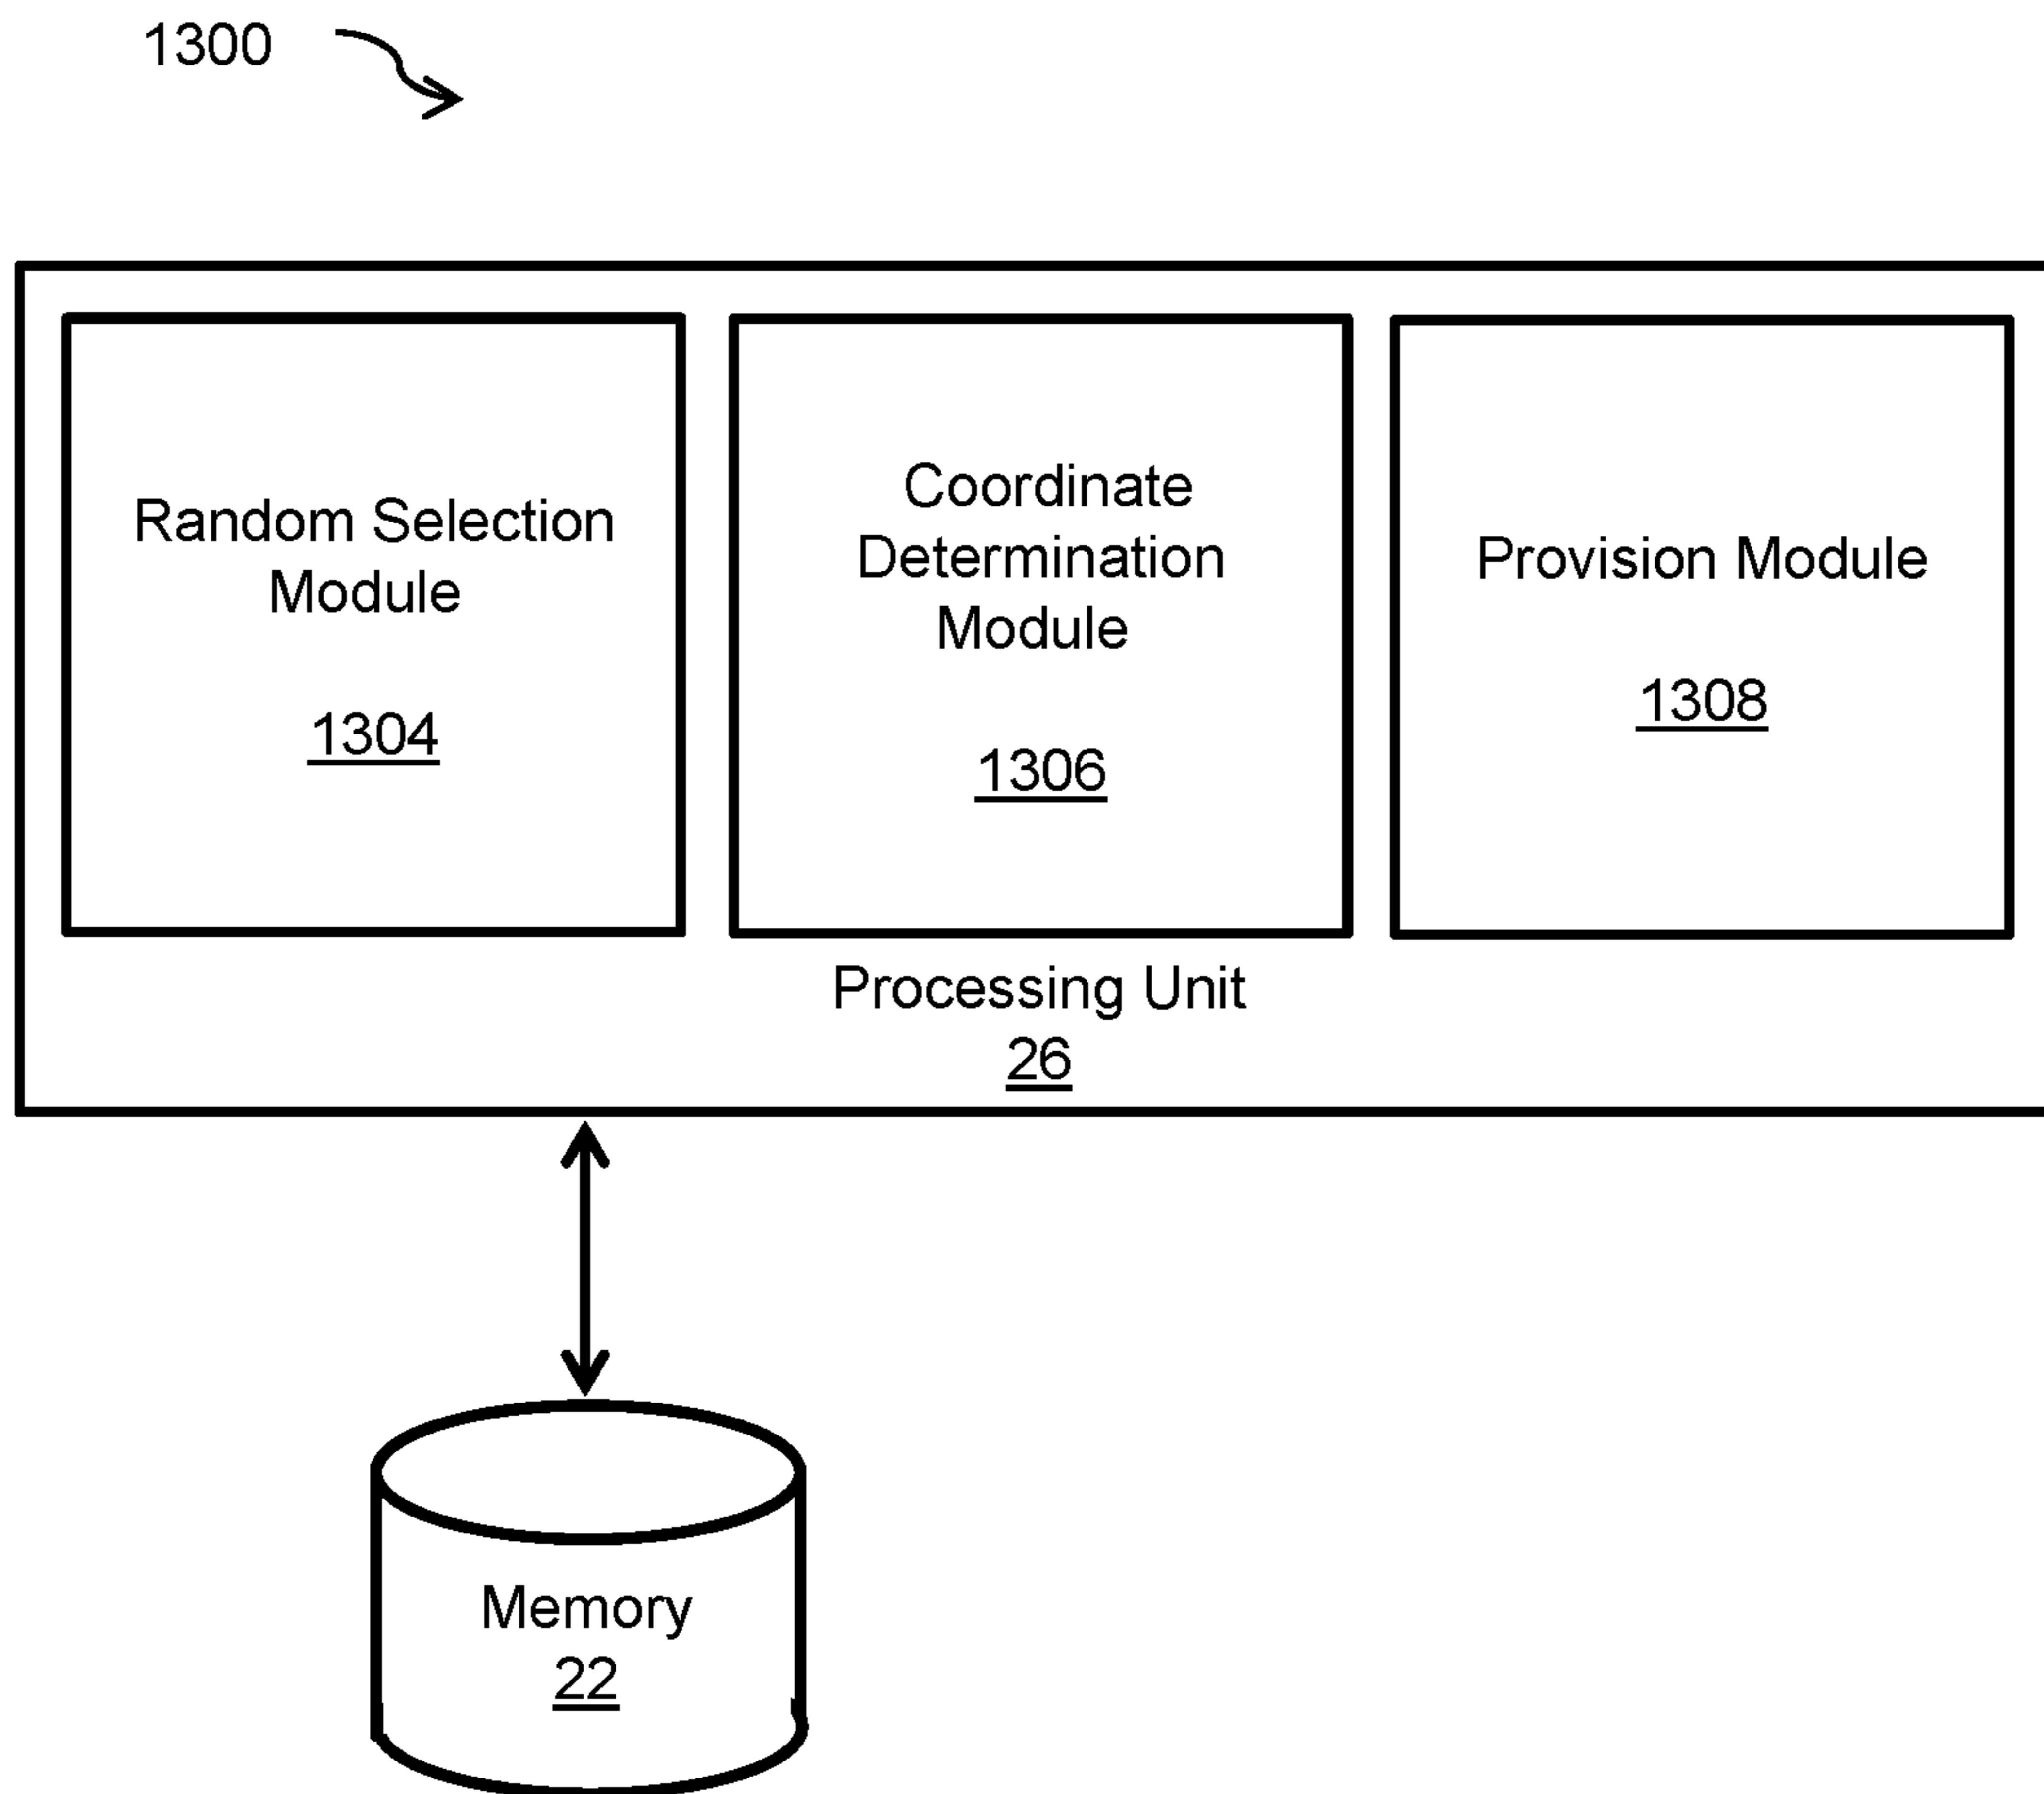 1300
Random Selection
Module
1304
Coordinate
Determination
Module
1306
Provision Module
1308
Processing Unit
26
Memory
22